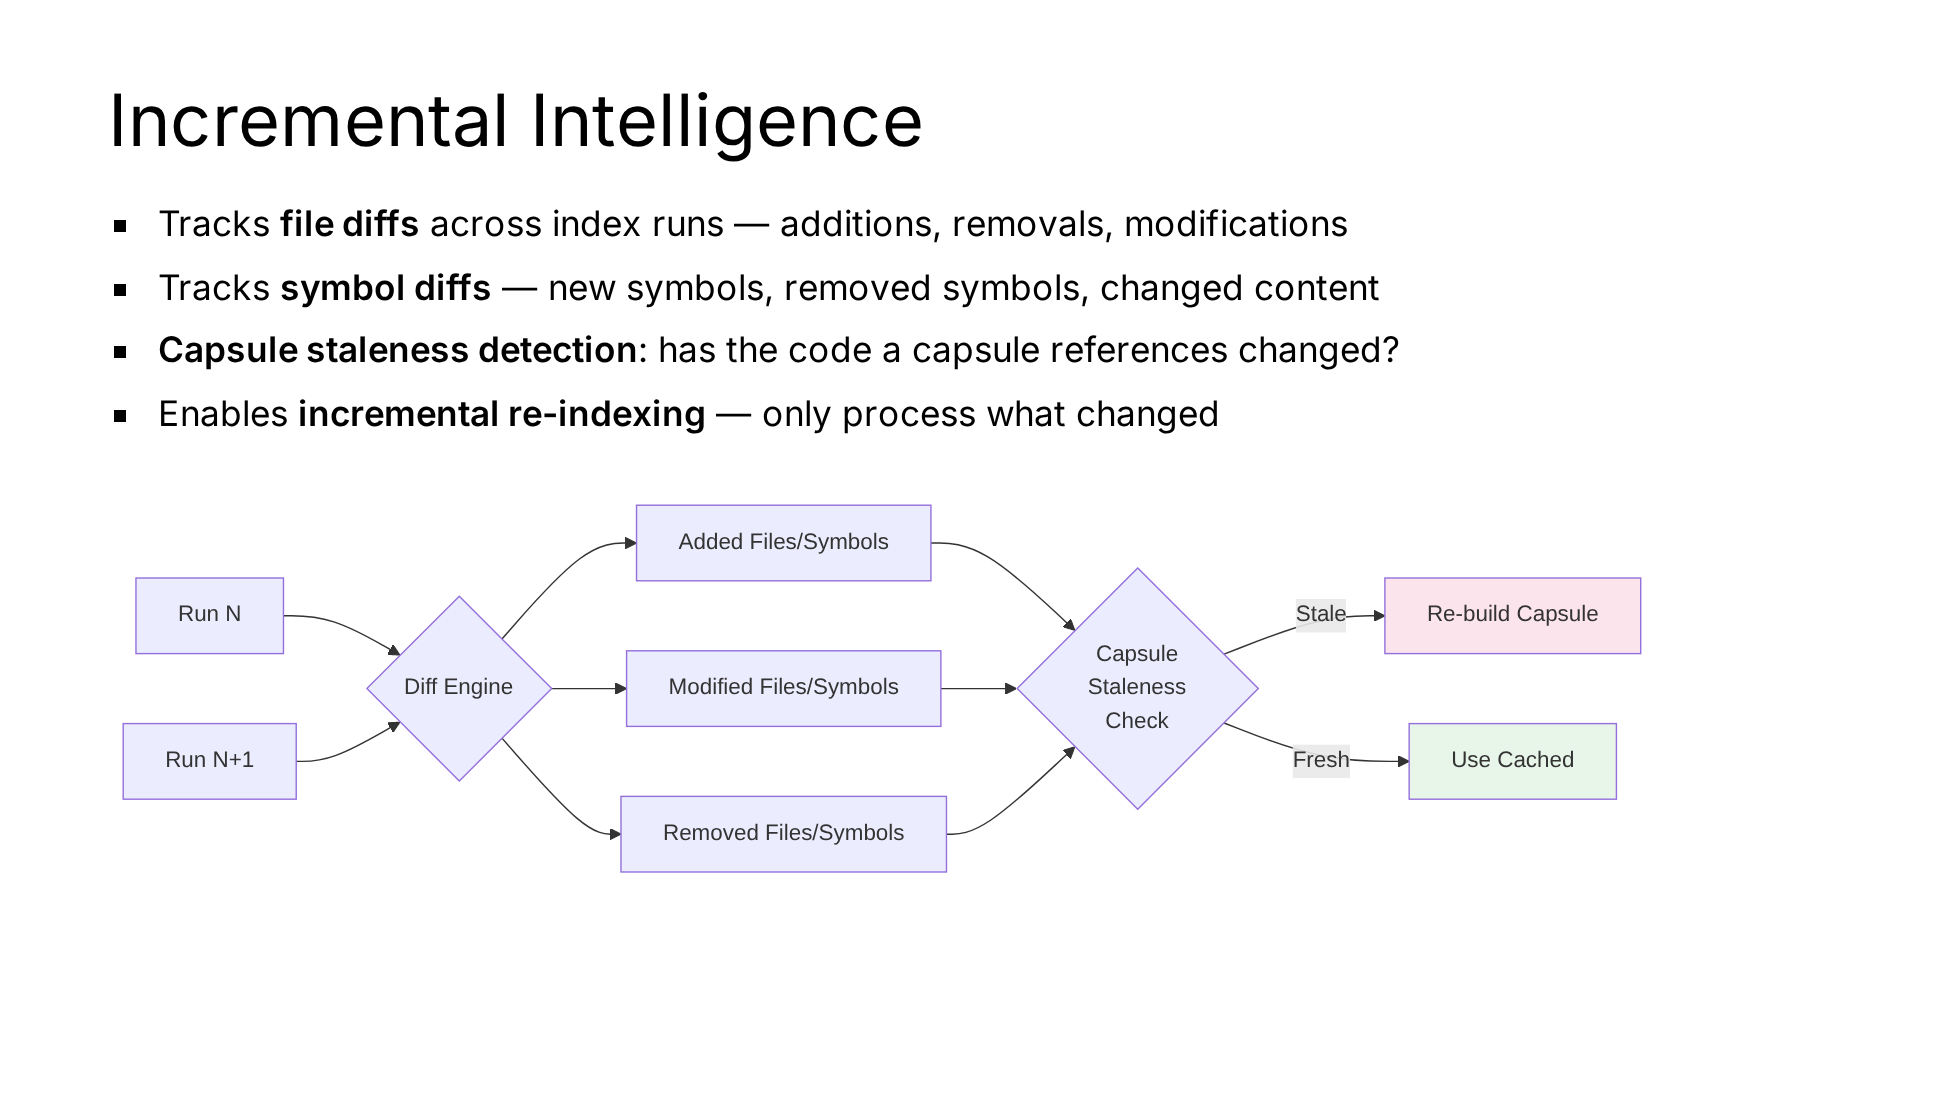 Incremental Intelligence
▪ Tracks file diffs across index runs — additions, removals, modifications
▪ Tracks symbol diffs — new symbols, removed symbols, changed content
▪ Capsule staleness detection: has the code a capsule references changed?
▪ Enables incremental re-indexing — only process what changed
Run N
Run N+1
Diff Engine
Added Files/Symbols
Modified Files/Symbols
Removed Files/Symbols
Capsule
Staleness
Check
Stale
Fresh
Re-build Capsule
Use Cached